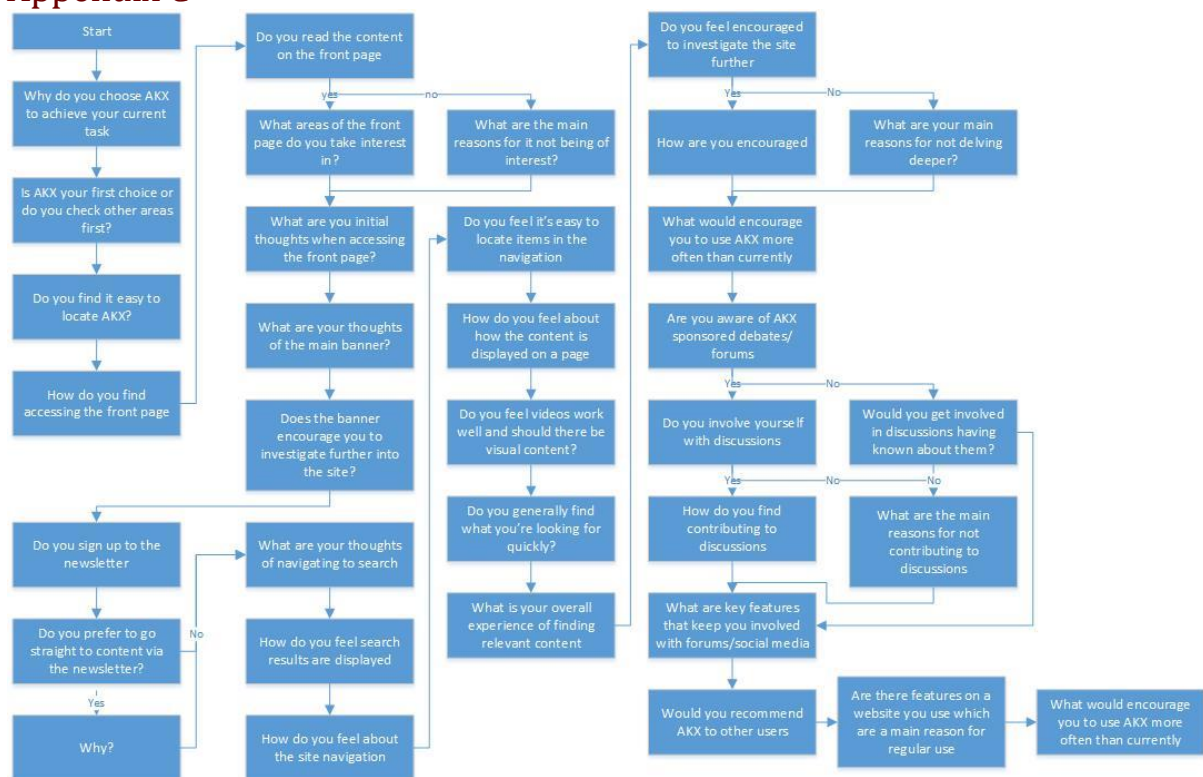 Start
Why do you choose AKX
to achieve your current
task
Is AKX your first choice or
do you check other areas
first?
Do you find it easy to
locate AKX?
How do you find
accessing the front page
Do you read the content
on the front page
yes
no
What areas of the front
page do you take interest
in?
What are the main
reasons for it not being of
interest?
What are you initial
thoughts when accessing
the front page?
What are your thoughts
of the main banner?
Does the banner
encourage you to
investigate further into
the site?
Do you sign up to the
newsletter
Do you prefer to go
straight to content via
the newsletter?
No
Yes
Why?
What are your thoughts
of navigating to search
How do you feel search
results are displayed
How do you feel about
the site navigation
Do you feel it's easy to
locate items in the
navigation
How do you feel about
how the content is
displayed on a page
Do you feel videos work
well and should there be
visual content?
Do you generally find
what you're looking for
quickly?
What is your overall
experience of finding
relevant content
Do you feel encouraged
to investigate the site
further
Yes
No
How are you encouraged
What are your main
reasons for not delving
deeper?
What would encourage
you to use AKX more
often than currently
Are you aware of AKX
sponsored debates/
forums
Yes
No
Do you involve yourself
with discussions
Would you get involved
in discussions having
known about them?
Yes
No
No
How do you find
contributing to
discussions
What are the main
reasons for not
contributing to
discussions
What are key features
that keep you involved
with forums/social media
Would you recommend
AKX to other users
Are there features on a
website you use which
are a main reason for
regular use
What would encourage
you to use AKX more
often than currently